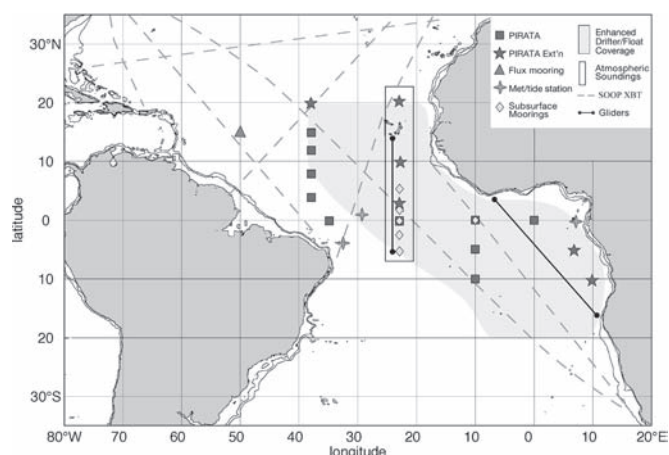 35°N
20
10
0
10
20
30°S
latitude
80°W 70 60 50 40 30 20 10 0 10 20°E
longitude
PIRATA
PIRATA Ext'n
Flux mooring
Met/tide station
Subsurface
Moorings
Enhanced
Drifter/Float
Coverage
Atmospheric
Soundings
SOOP XBT
Gliders